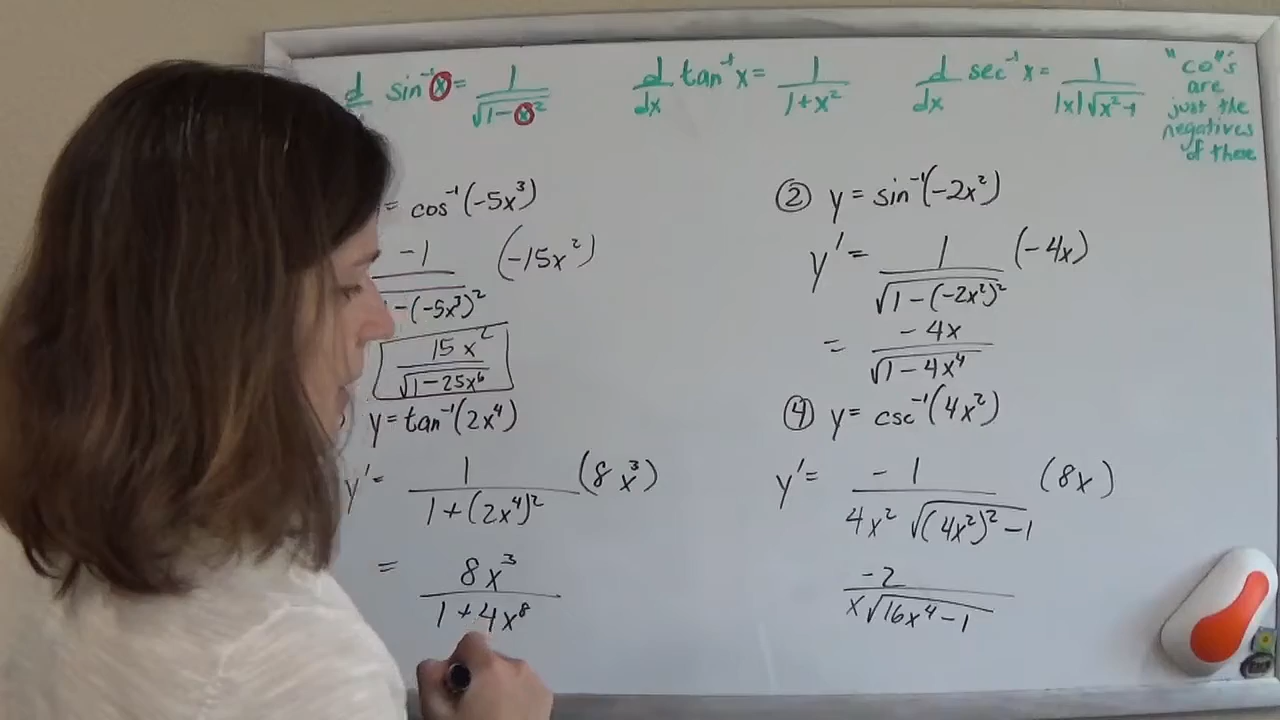 d/d sin⁻¹x = 1/√(1-x²)
d/dx tan⁻¹x = 1/(1+x²)
d/dx sec⁻¹x = 1/(|x|√(x²-1))
"co"s
are
just the
negatives
of these
= cos⁻¹(-5x³)
-1/(-(-5x³)²) (-15x²)
15x²/√(1-25x⁶)
y = tan⁻¹(2x⁴)
y' = 1/(1+(2x⁴)²) (8x³)
= 8x³/(1+4x⁸)
② y = sin⁻¹(-2x²)
y' = 1/√(1-(-2x²)²) (-4x)
= -4x/√(1-4x⁴)
④ y = csc⁻¹(4x²)
y' = -1/(4x²√((4x²)²-1)) (8x)
-2/(x√(16x⁴-1))